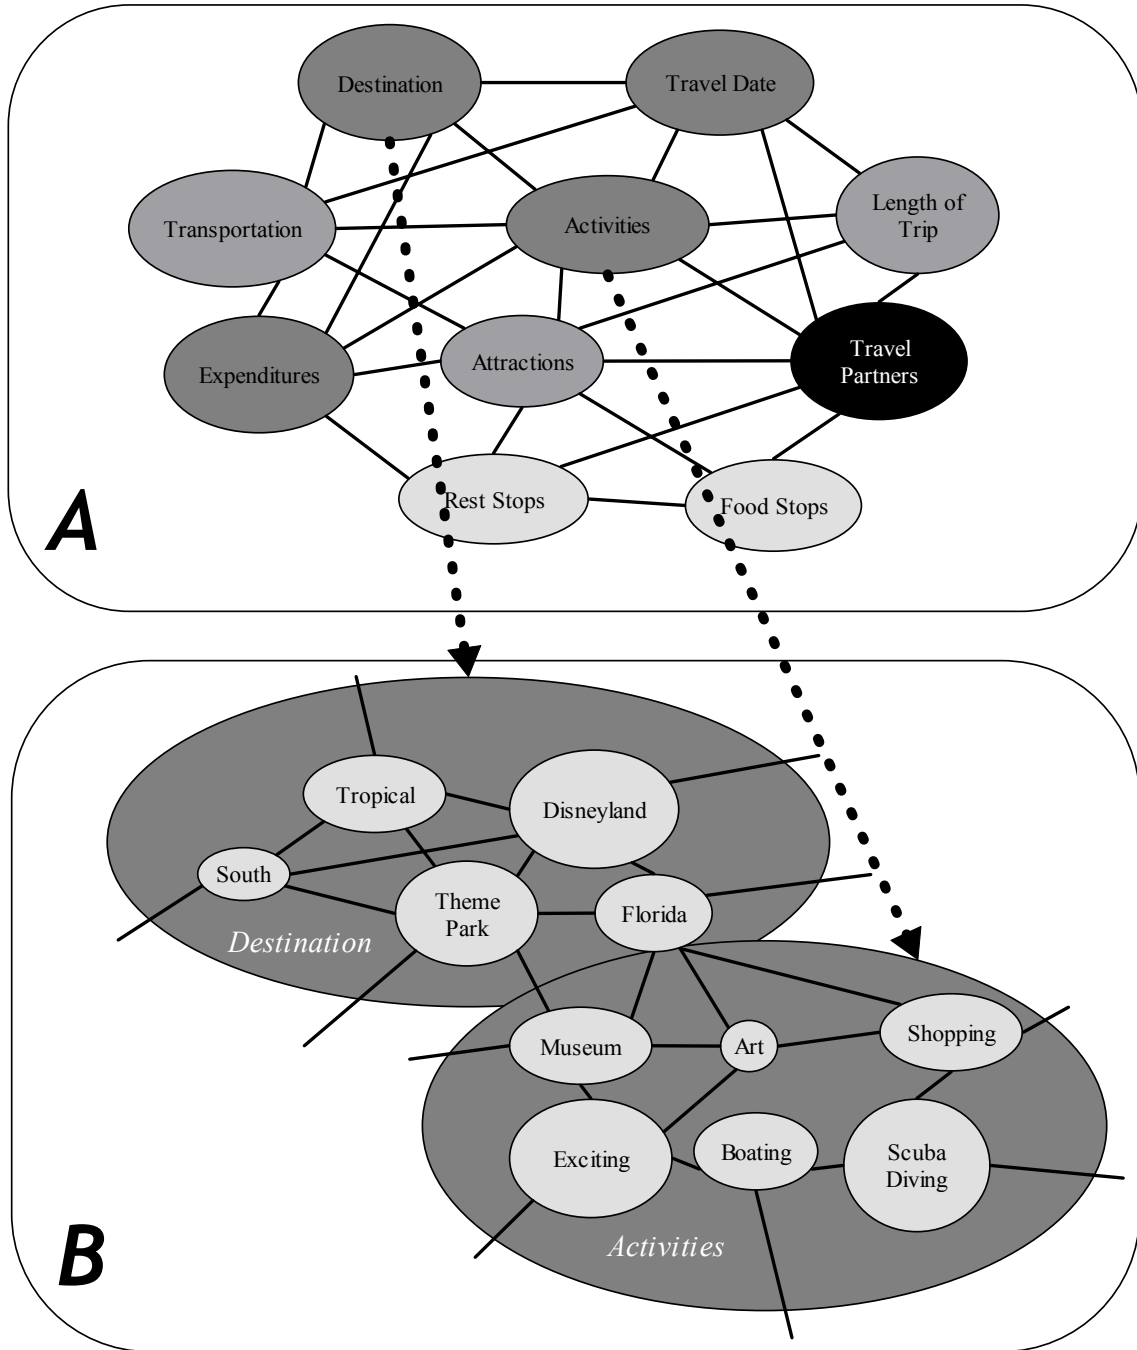 Destination
Travel Date
Transportation
Activities
Length of
Trip
Expenditures
Attractions
Travel
Partners
Rest Stops
Food Stops
A
Tropical
Disneyland
South
Theme
Park
Florida
Destination
Museum
Art
Shopping
Exciting
Boating
Scuba
Diving
Activities
B